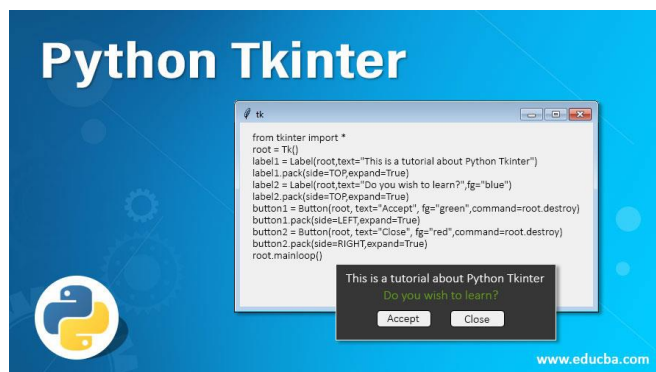 Python Tkinter
tk
from tkinter import *
root = Tk()
label1 = Label(root,text="This is a tutorial about Python Tkinter")
label1.pack(side=TOP,expand=True)
label2 = Label(root,text="Do you wish to learn?",fg="blue")
label2.pack(side=TOP,expand=True)
button1 = Button(root, text="Accept", fg="green",command=root.destroy)
button1.pack(side=LEFT,expand=True)
button2 = Button(root, text="Close", fg="red",command=root.destroy)
button2.pack(side=RIGHT,expand=True)
root.mainloop()
This is a tutorial about Python Tkinter
Do you wish to learn?
Accept Close
www.educba.com